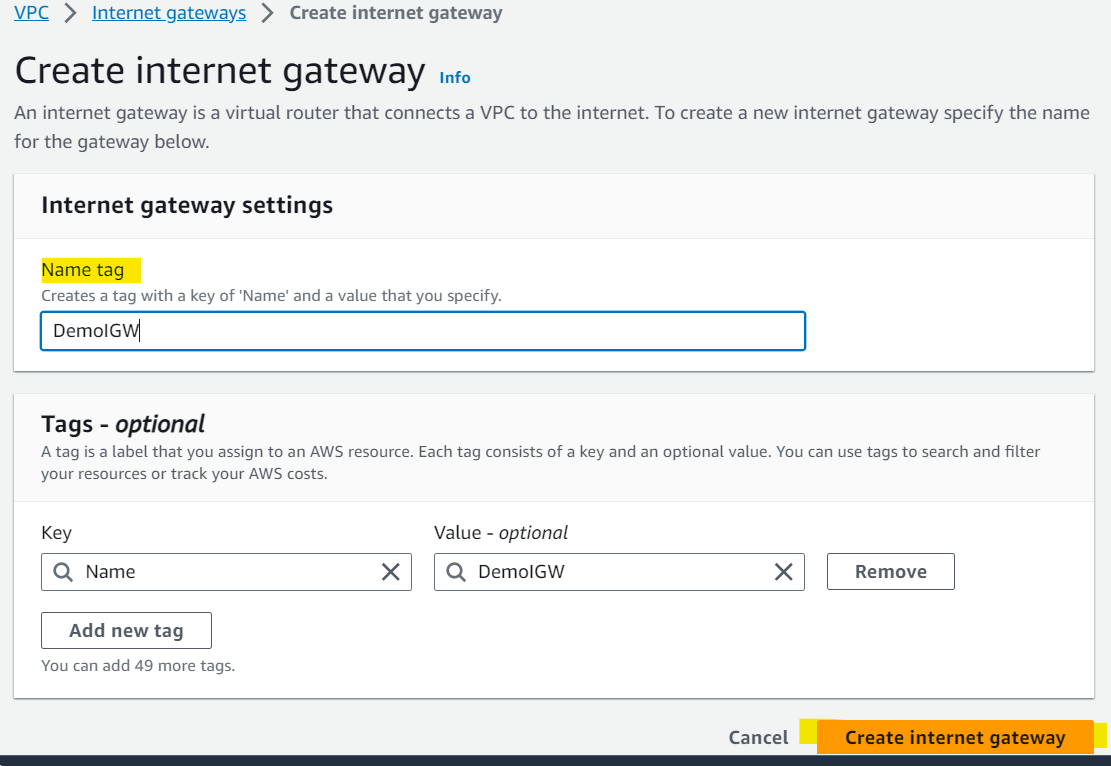 VPC > Internet gateways > Create internet gateway
Create internet gateway Info
An internet gateway is a virtual router that connects a VPC to the internet. To create a new internet gateway specify the name
for the gateway below.
Internet gateway settings
Name tag
Creates a tag with a key of 'Name' and a value that you specify.
DemoIGW
Tags - optional
A tag is a label that you assign to an AWS resource. Each tag consists of a key and an optional value. You can use tags to search and filter
your resources or track your AWS costs.
Key Value - optional
Name DemoIGW Remove
Add new tag
You can add 49 more tags.
Cancel Create internet gateway